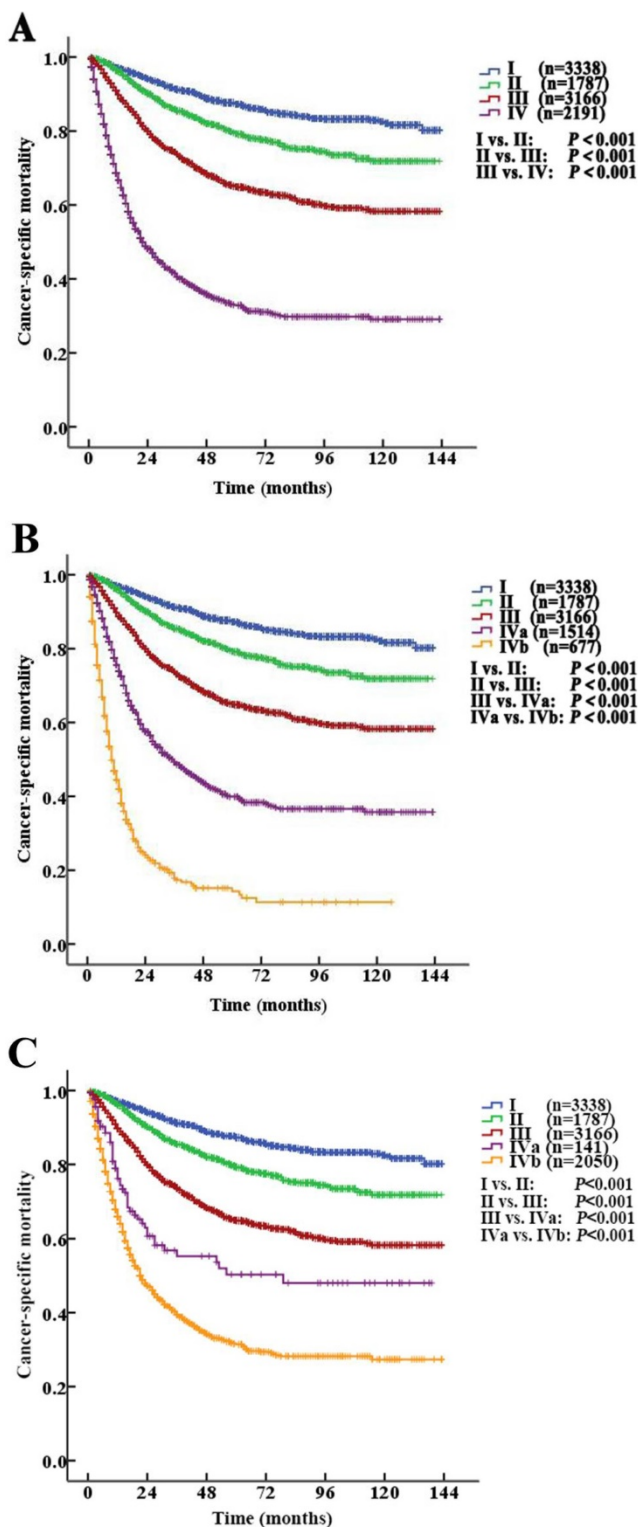 A
1.0
0.8
0.6
0.4
0.2
0.0
Cancer-specific mortality
0 24 48 72 96 120 144
Time (months)
I (n=3338)
II (n=1787)
III (n=3166)
IV (n=2191)
I vs. II: P < 0.001
II vs. III: P < 0.001
III vs. IV: P < 0.001
B
1.0
0.8
0.6
0.4
0.2
0.0
Cancer-specific mortality
0 24 48 72 96 120 144
Time (months)
I (n=3338)
II (n=1787)
III (n=3166)
IVa (n=1514)
IVb (n=677)
I vs. II: P < 0.001
II vs. III: P < 0.001
III vs. IVa: P < 0.001
IVa vs. IVb: P < 0.001
C
1.0
0.8
0.6
0.4
0.2
0.0
Cancer-specific mortality
0 24 48 72 96 120 144
Time (months)
I (n=3338)
II (n=1787)
III (n=3166)
IVa (n=141)
IVb (n=2050)
I vs. II: P<0.001
II vs. III: P<0.001
III vs. IVa: P<0.001
IVa vs. IVb: P<0.001